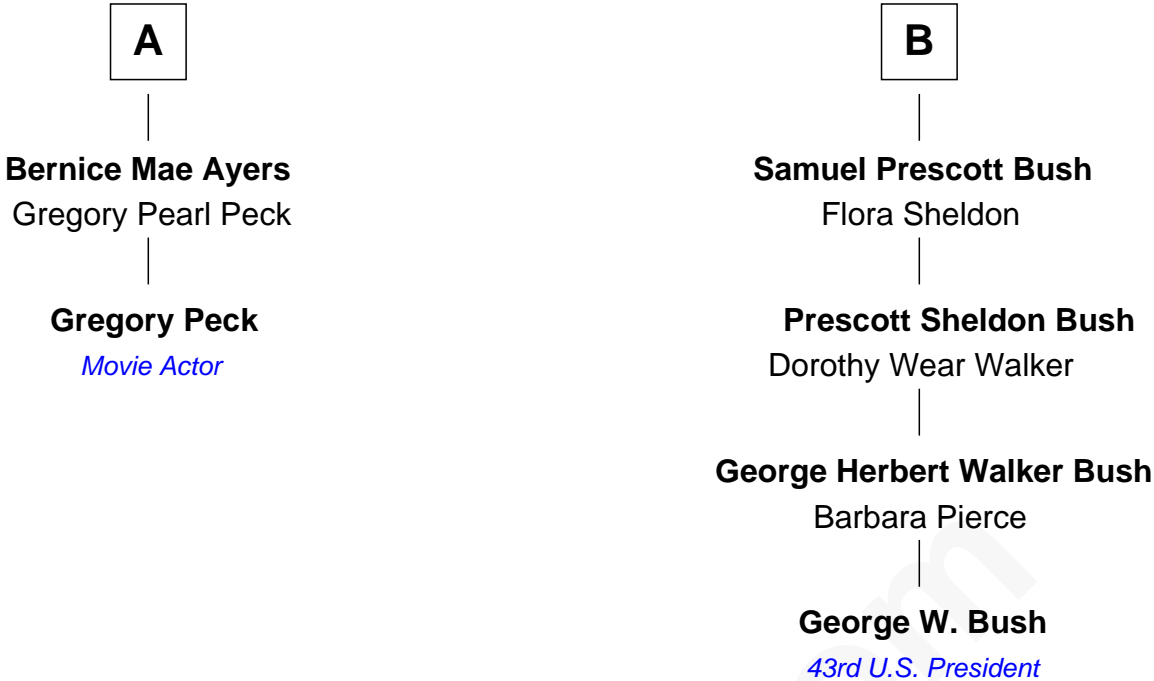 A
Bernice Mae Ayers
Gregory Pearl Peck
Gregory Peck
Movie Actor
B
Samuel Prescott Bush
Flora Sheldon
Prescott Sheldon Bush
Dorothy Wear Walker
George Herbert Walker Bush
Barbara Pierce
George W. Bush
43rd U.S. President